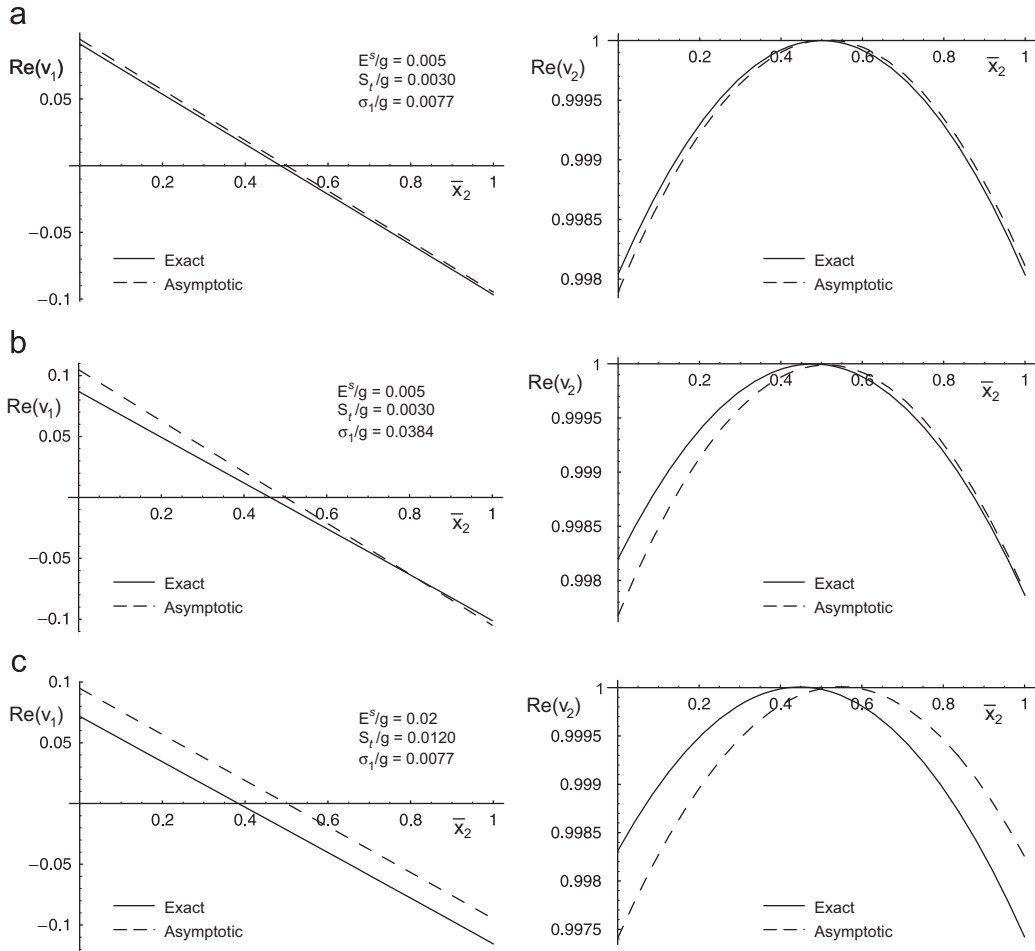 a
Re(v1)
0.05
−0.05
−0.1
0.2
0.4
0.6
0.8
1
x̅2
E^s/g = 0.005
S_t/g = 0.0030
σ1/g = 0.0077
Exact
Asymptotic
Re(v2)
1
0.9995
0.999
0.9985
0.998
0.2
0.4
0.6
0.8
1
x̅2
Exact
Asymptotic
b
0.1
Re(v1)
0.05
−0.05
−0.1
0.2
0.4
0.6
0.8
1
x̅2
E^s/g = 0.005
S_t/g = 0.0030
σ1/g = 0.0384
Exact
Asymptotic
1
Re(v2)
0.9995
0.999
0.9985
0.998
0.2
0.4
0.6
0.8
1
x̅2
Exact
Asymptotic
c
0.1
Re(v1)
0.05
−0.05
−0.1
0.2
0.4
0.6
0.8
1
x̅2
E^s/g = 0.02
S_t/g = 0.0120
σ1/g = 0.0077
Exact
Asymptotic
1
Re(v2)
0.9995
0.999
0.9985
0.998
0.9975
0.2
0.4
0.6
0.8
1
x̅2
Exact
Asymptotic